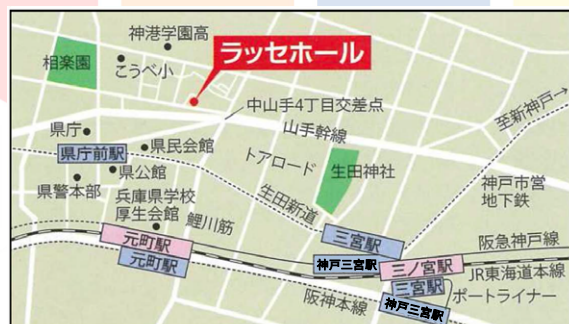 神港学園高
ラッセホール
相楽園
こうべ小
中山手4丁目交差点
至新神戸→
県庁
山手幹線
県庁前駅
県民会館
トアロード
生田神社
県公館
県警本部
生田新道
神戸市営
地下鉄
兵庫県学校
厚生会館
鯉川筋
三宮駅
元町駅
阪急神戸線
神戸三宮駅
三ノ宮駅
元町駅
JR東海道本線
三宮駅
阪神本線
ポートライナー
神戸三宮駅